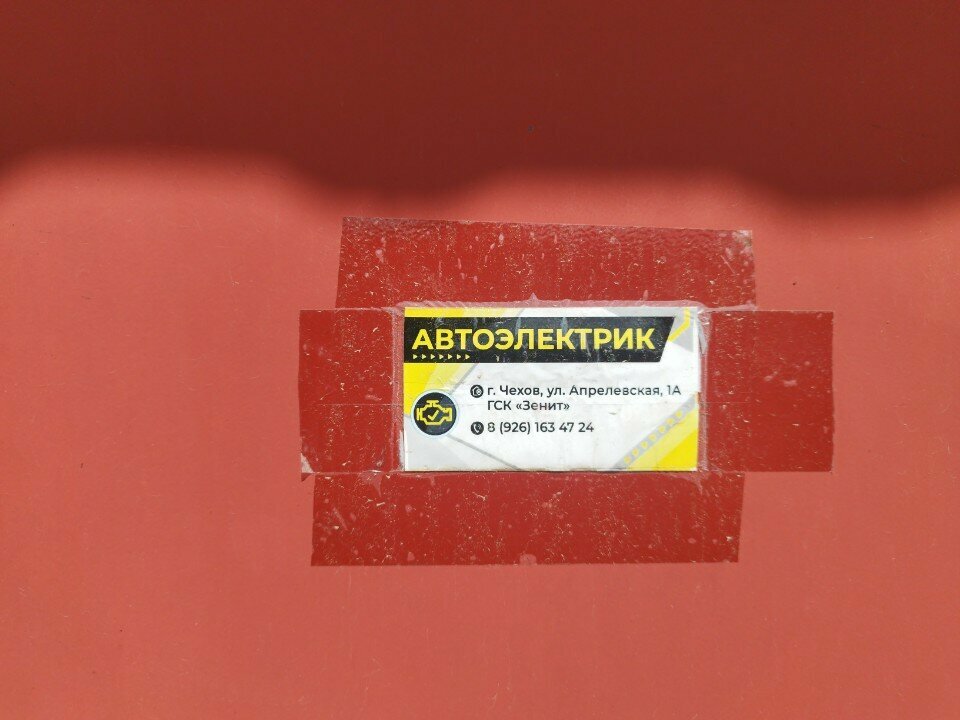 АВТОЭЛЕКТРИК
г. Чехов, ул. Апрелевская, 1А
ГСК «Зенит»
8 (926) 163 47 24